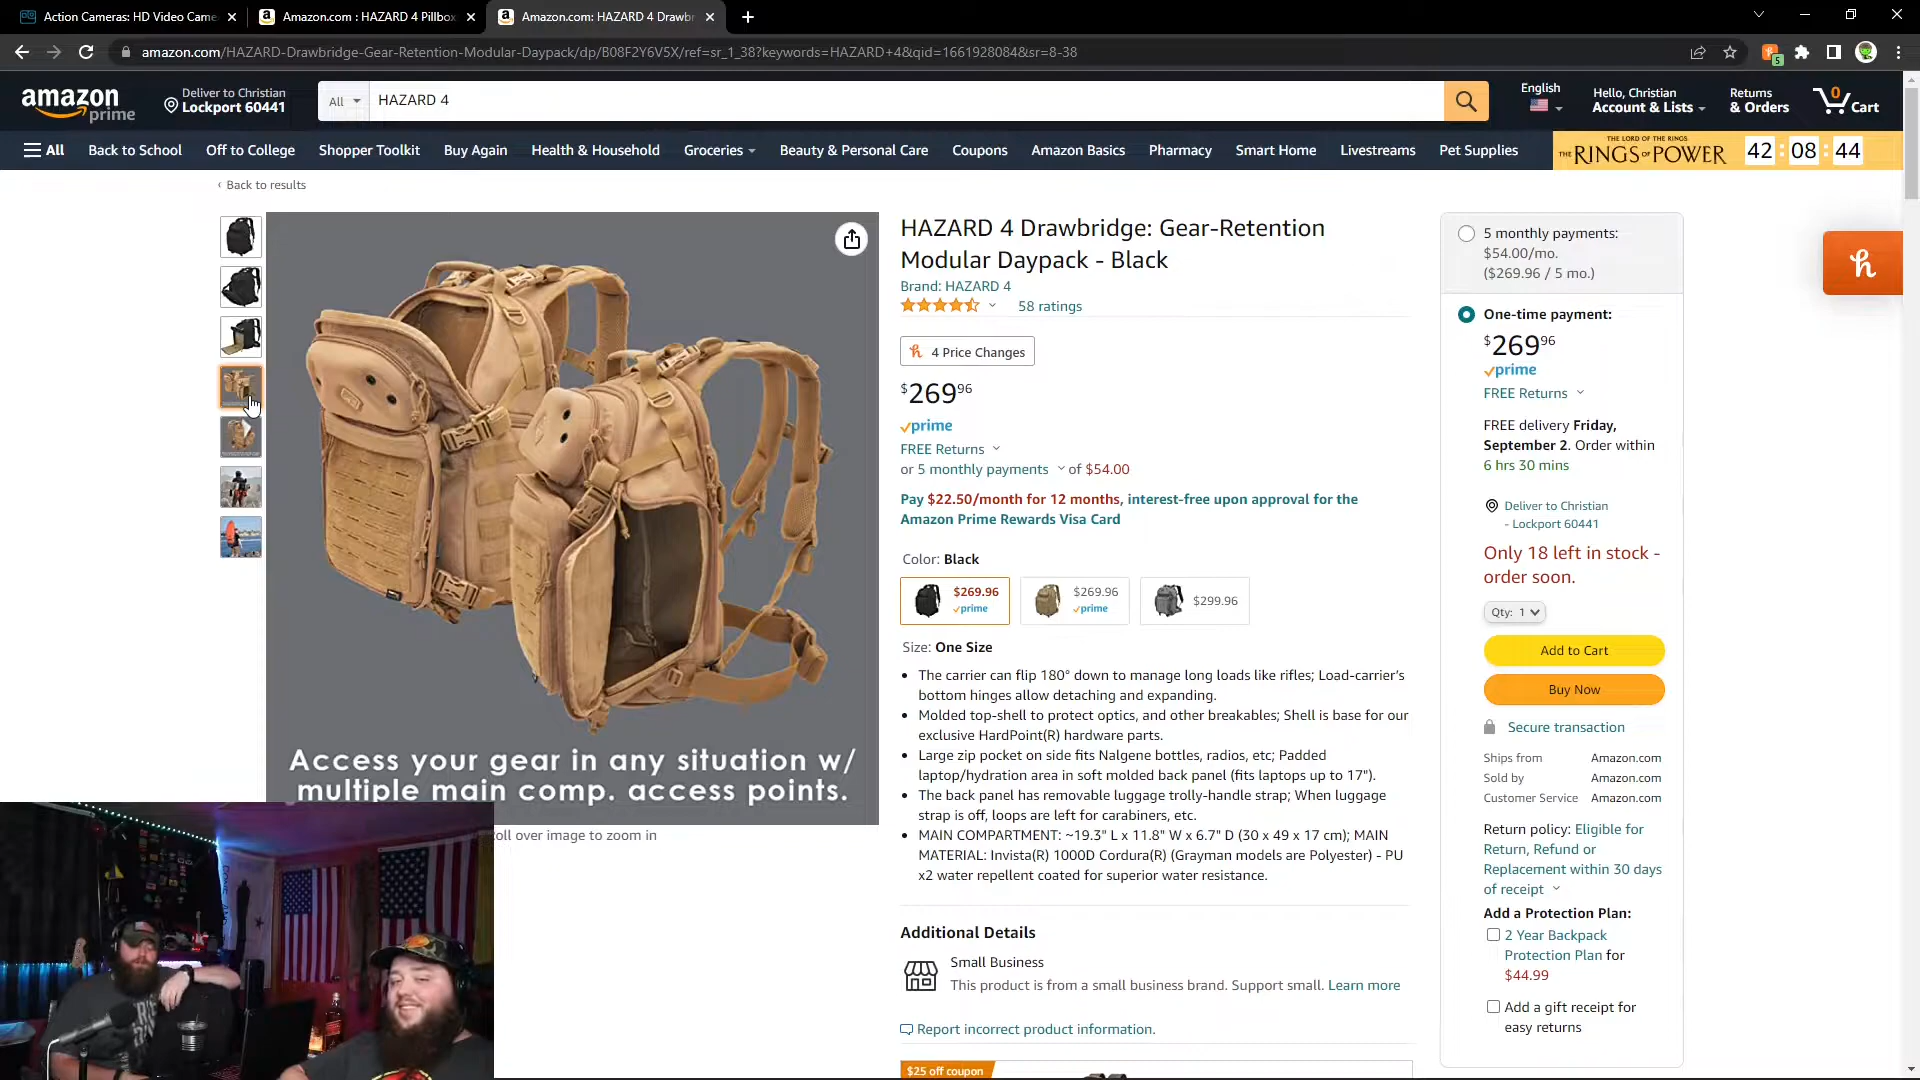 Action Cameras: HD Video Came
Amazon.com : HAZARD 4 Pillbox
Amazon.com: HAZARD 4 Drawbr
amazon.com/HAZARD-Drawbridge-Gear-Retention-Modular-Daypack/dp/B08F2Y6V5X/ref=sr_1_38?keywords=HAZARD+4&qid=1661928084&sr=8-38
5
amazon
prime
Deliver to Christian
Lockport 60441
All
HAZARD 4
English
Hello, Christian
Account & Lists
Returns
& Orders
0
Cart
All
Back to School
Off to College
Shopper Toolkit
Buy Again
Health & Household
Groceries
Beauty & Personal Care
Coupons
Amazon Basics
Pharmacy
Smart Home
Livestreams
Pet Supplies
THE LORD OF THE RINGS
THE RINGS OF POWER
42 : 08 : 44
‹ Back to results
Access your gear in any situation w/
multiple main comp. access points.
oll over image to zoom in
HAZARD 4 Drawbridge: Gear-Retention
Modular Daypack - Black
Brand: HAZARD 4
58 ratings
4 Price Changes
$269 96
prime
FREE Returns
or 5 monthly payments of $54.00
Pay $22.50/month for 12 months, interest-free upon approval for the
Amazon Prime Rewards Visa Card
Color: Black
$269.96
prime
$269.96
prime
$299.96
Size: One Size
• The carrier can flip 180° down to manage long loads like rifles; Load-carrier's
bottom hinges allow detaching and expanding.
• Molded top-shell to protect optics, and other breakables; Shell is base for our
exclusive HardPoint(R) hardware parts.
• Large zip pocket on side fits Nalgene bottles, radios, etc; Padded
laptop/hydration area in soft molded back panel (fits laptops up to 17").
• The back panel has removable luggage trolly-handle strap; When luggage
strap is off, loops are left for carabiners, etc.
• MAIN COMPARTMENT: ~19.3" L x 11.8" W x 6.7" D (30 x 49 x 17 cm); MAIN
MATERIAL: Invista(R) 1000D Cordura(R) (Grayman models are Polyester) - PU
x2 water repellent coated for superior water resistance.
Additional Details
Small Business
This product is from a small business brand. Support small. Learn more
Report incorrect product information.
$25 off coupon
5 monthly payments:
$54.00/mo.
($269.96 / 5 mo.)
One-time payment:
$269 96
prime
FREE Returns
FREE delivery Friday,
September 2. Order within
6 hrs 30 mins
Deliver to Christian
- Lockport 60441
Only 18 left in stock -
order soon.
Qty: 1
Add to Cart
Buy Now
Secure transaction
Ships from Amazon.com
Sold by Amazon.com
Customer Service Amazon.com
Return policy: Eligible for
Return, Refund or
Replacement within 30 days
of receipt
Add a Protection Plan:
2 Year Backpack
Protection Plan for
$44.99
Add a gift receipt for
easy returns